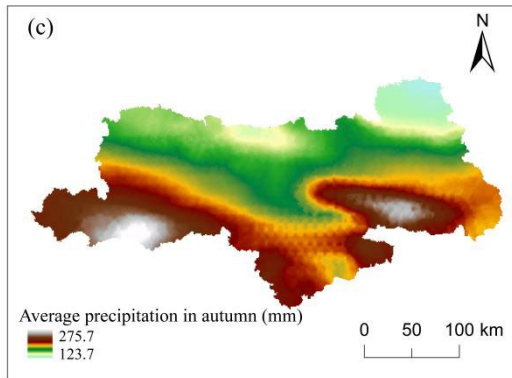 (c)
N
Average precipitation in autumn (mm)
275.7
123.7
0 50 100 km